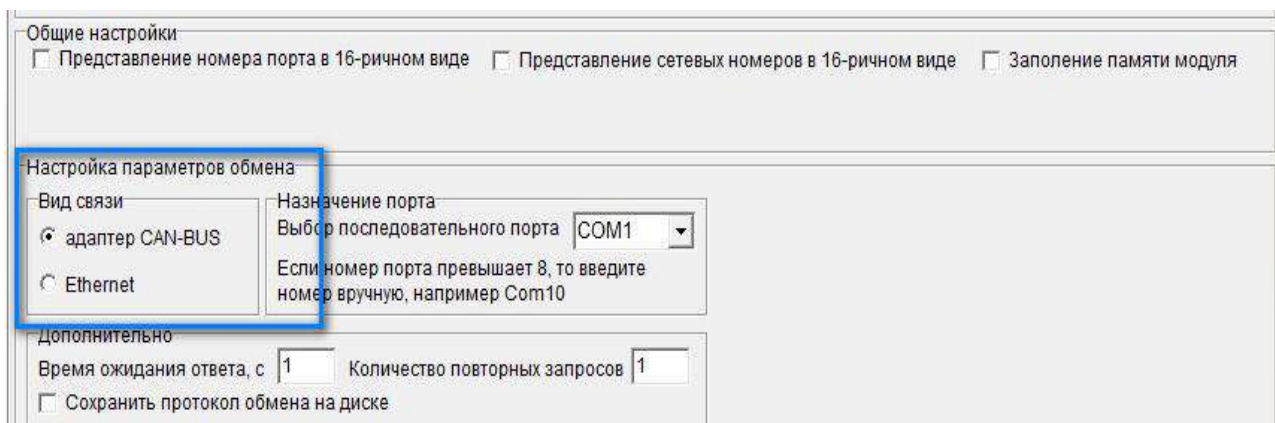 Общие настройки
Представление номера порта в 16-ричном виде Представление сетевых номеров в 16-ричном виде Заполение памяти модуля
Настройка параметров обмена
Вид связи
адаптер CAN-BUS
Ethernet
Назначение порта
Выбор последовательного порта COM1
Если номер порта превышает 8, то введите
номер вручную, например Com10
Дополнительно
Время ожидания ответа, с 1 Количество повторных запросов 1
Сохранить протокол обмена на диске